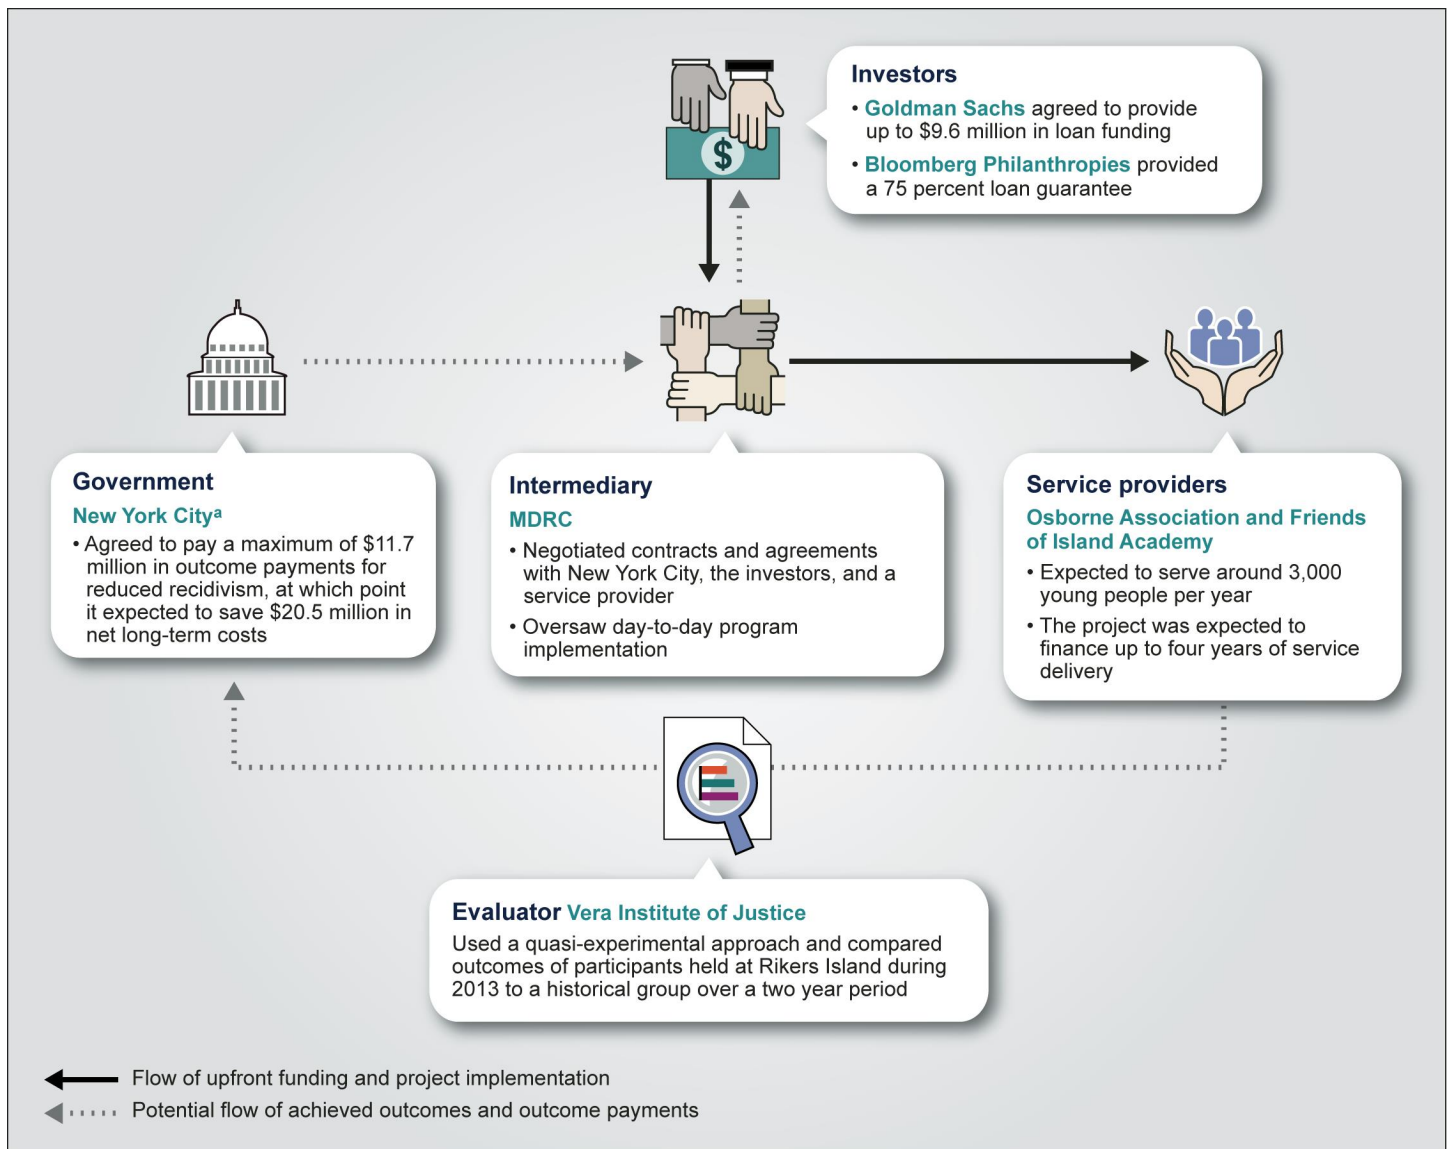 Investors
• Goldman Sachs agreed to provide
up to $9.6 million in loan funding
• Bloomberg Philanthropies provided
a 75 percent loan guarantee
$
Government
New York Cityᵃ
• Agreed to pay a maximum of $11.7
million in outcome payments for
reduced recidivism, at which point
it expected to save $20.5 million in
net long-term costs
Intermediary
MDRC
• Negotiated contracts and agreements
with New York City, the investors, and a
service provider
• Oversaw day-to-day program
implementation
Service providers
Osborne Association and Friends
of Island Academy
• Expected to serve around 3,000
young people per year
• The project was expected to
finance up to four years of service
delivery
Evaluator Vera Institute of Justice
Used a quasi-experimental approach and compared
outcomes of participants held at Rikers Island during
2013 to a historical group over a two year period
Flow of upfront funding and project implementation
Potential flow of achieved outcomes and outcome payments